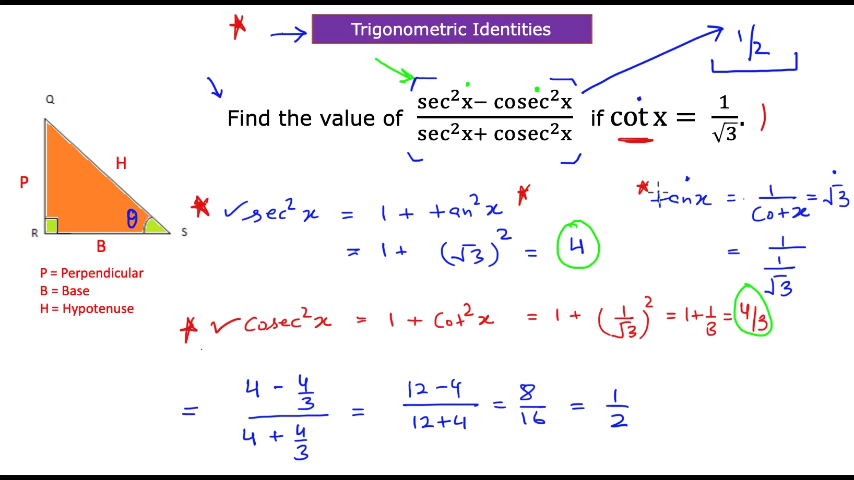 Trigonometric Identities
1/2
Find the value of (sec²x− cosec²x)/(sec²x+ cosec²x) if cot x = 1/√3.
Q
P
H
R
B
θ
S
P = Perpendicular
B = Base
H = Hypotenuse
sec²x = 1 + tan²x
= 1 + (√3)² = 4
tanx = 1/cotx = √3
= 1/(1/√3)
cosec²x = 1 + cot²x = 1 + (1/√3)² = 1+1/3 = 4/3
= (4 - 4/3)/(4 + 4/3) = (12-4)/(12+4) = 8/16 = 1/2